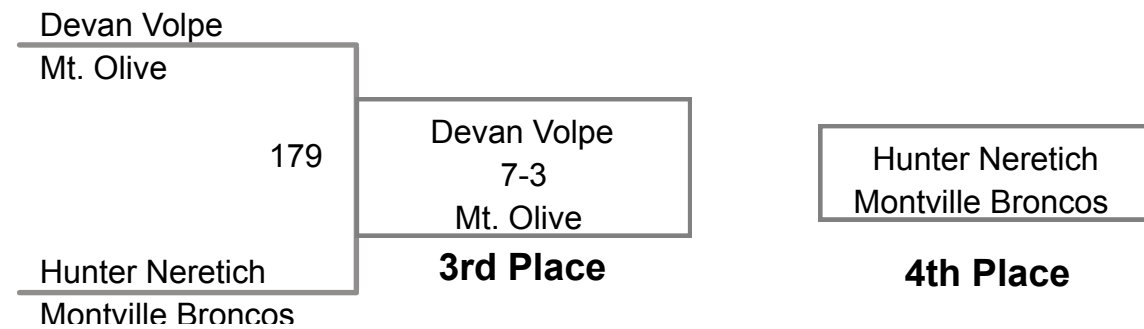 Devan Volpe
Mt. Olive
179
Hunter Neretich
Montville Broncos
Devan Volpe
7-3
Mt. Olive
3rd Place
Hunter Neretich
Montville Broncos
4th Place